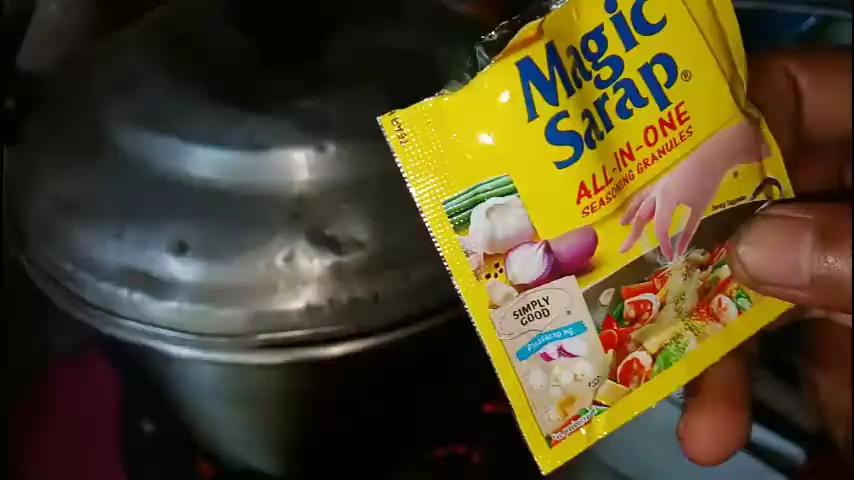 Magic
Sarap®
ALL-IN-ONE
SEASONING GRANULES
SIMPLY
GOOD
Pinasarap ng